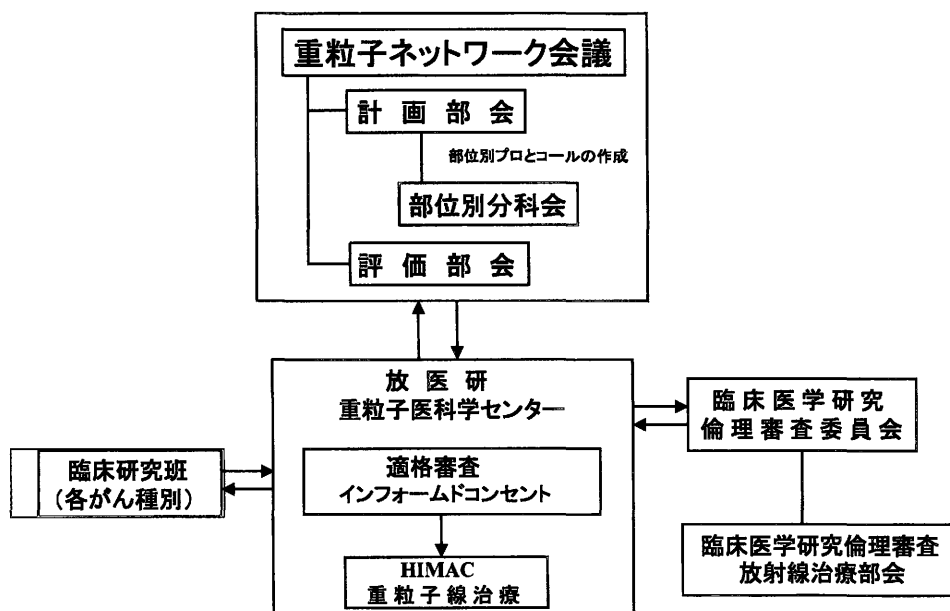 重粒子ネットワーク会議
計画部会
部位別プロとコールの作成
部位別分科会
評価部会
放医研
重粒子医科学センター
適格審査
インフォームドコンセント
HIMAC
重粒子線治療
臨床研究班
(各がん種別)
臨床医学研究
倫理審査委員会
臨床医学研究倫理審査
放射線治療部会